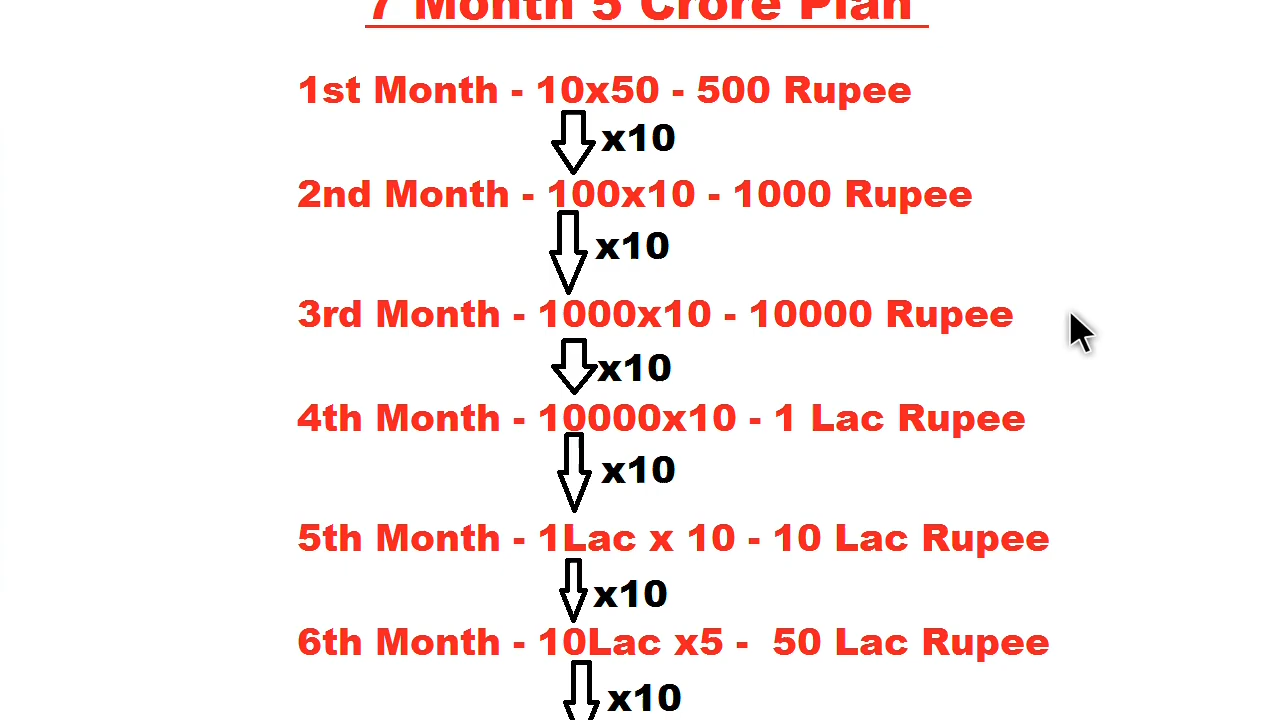 7 Month 5 Crore Plan
1st Month - 10x50 - 500 Rupee
x10
2nd Month - 100x10 - 1000 Rupee
x10
3rd Month - 1000x10 - 10000 Rupee
x10
4th Month - 10000x10 - 1 Lac Rupee
x10
5th Month - 1Lac x 10 - 10 Lac Rupee
x10
6th Month - 10Lac x5 -  50 Lac Rupee
x10